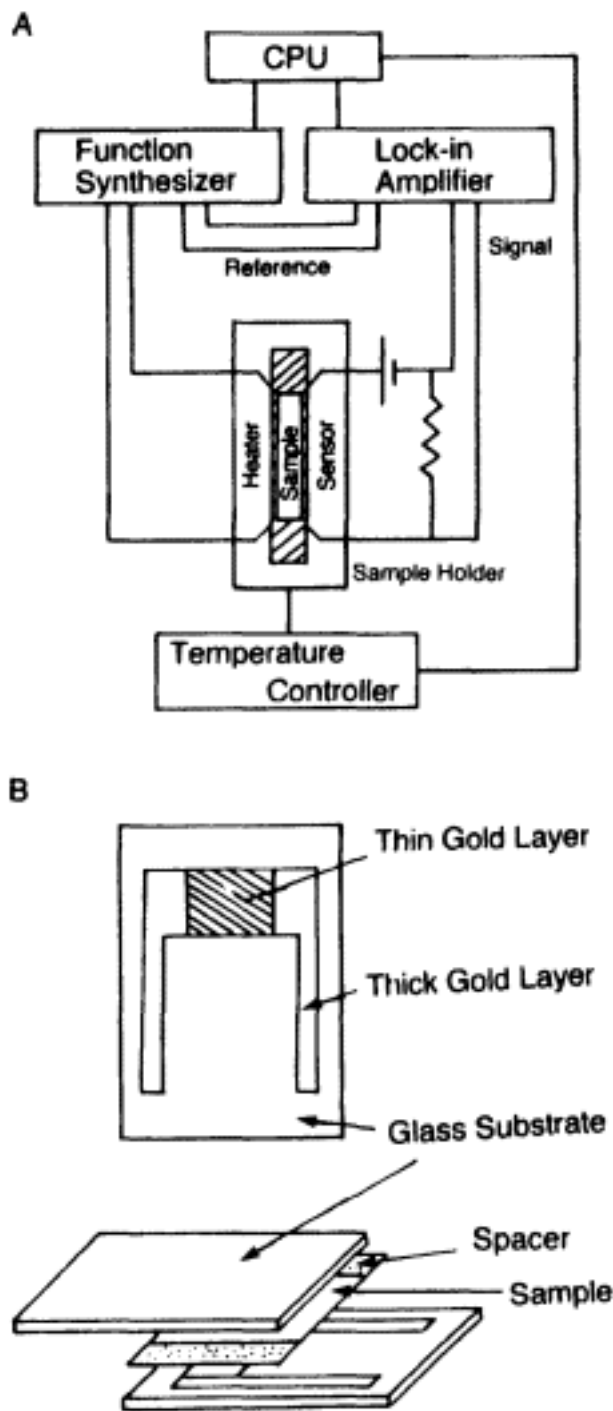 A
CPU
Function
Synthesizer
Lock-in
Amplifier
Reference
Signal
Heater
Sample
Sensor
Sample Holder
Temperature
Controller
B
Thin Gold Layer
Thick Gold Layer
Glass Substrate
Spacer
Sample